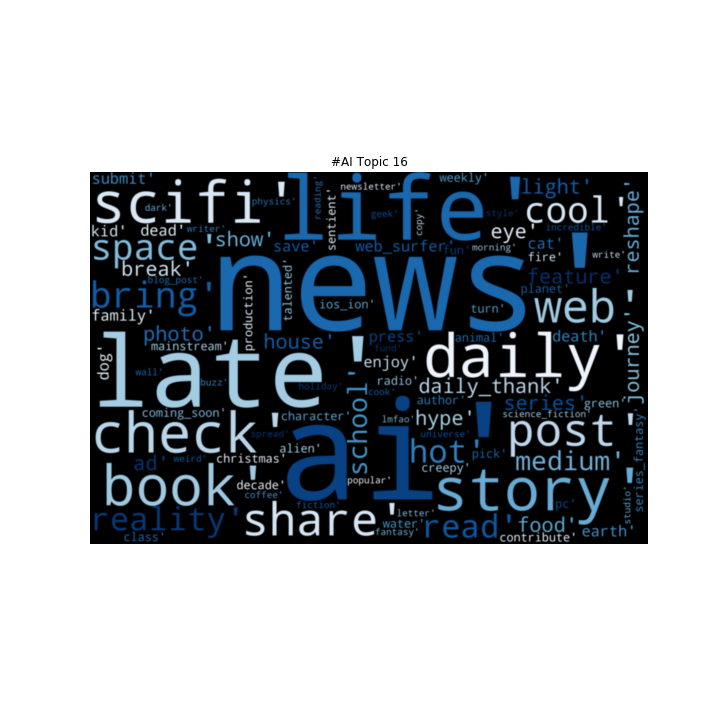 #AI Topic 16
submit'
weekly'
newsletter'
life'
light'
scifi'
dark'
physics'
reading'
sentient'
geek'
copy'
style'
cool'
reshape'
kid'
dead'
writer'
incredible'
eye'
space'
show'
save'
web_surfer'
fun'
morning'
cat'
fire'
write'
news'
break'
blog_post'
talented'
production'
feature'
planet'
bring'
ios_ion'
turn'
web'
family'
photo'
mainstream'
house'
press'
fund'
animal'
death'
journey'
late'
daily'
dog'
enjoy'
wall'
buzz'
holiday'
radio'
cook'
daily_thank'
school'
author'
series'
green'
coming_soon'
character'
lmfao'
hype'
science_fiction'
check'
ai'
post'
spread'
universe'
series_fantasy'
alien'
hot'
pick'
ad'
weird'
christmas'
creepy'
medium'
book'
decade'
popular'
story'
coffee'
fiction'
pc'
studio'
reality'
share'
letter'
water'
read'
food'
fantasy'
earth'
class'
contribute'